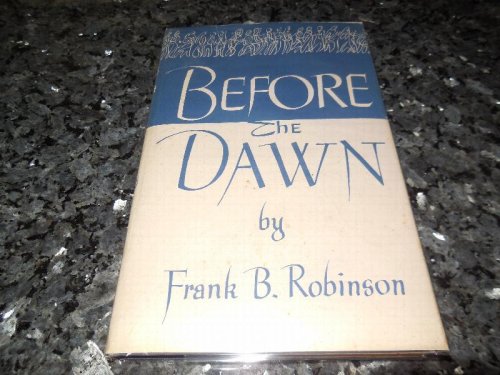 BEFORE
the
DAWN
by
Frank B. Robinson